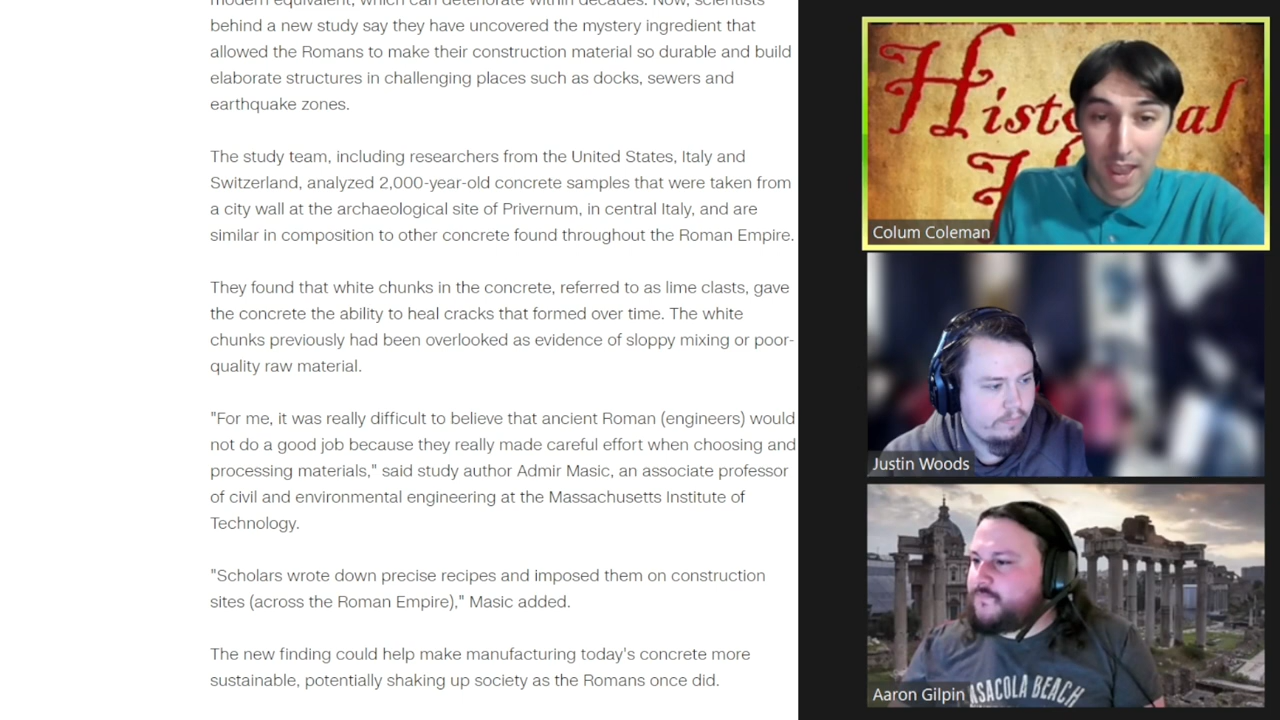 modern equivalent, which can deteriorate within decades. Now, scientists
behind a new study say they have uncovered the mystery ingredient that
allowed the Romans to make their construction material so durable and build
elaborate structures in challenging places such as docks, sewers and
earthquake zones.
The study team, including researchers from the United States, Italy and
Switzerland, analyzed 2,000-year-old concrete samples that were taken from
a city wall at the archaeological site of Privernum, in central Italy, and are
similar in composition to other concrete found throughout the Roman Empire.
They found that white chunks in the concrete, referred to as lime clasts, gave
the concrete the ability to heal cracks that formed over time. The white
chunks previously had been overlooked as evidence of sloppy mixing or poor-
quality raw material.
"For me, it was really difficult to believe that ancient Roman (engineers) would
not do a good job because they really made careful effort when choosing and
processing materials," said study author Admir Masic, an associate professor
of civil and environmental engineering at the Massachusetts Institute of
Technology.
"Scholars wrote down precise recipes and imposed them on construction
sites (across the Roman Empire)," Masic added.
The new finding could help make manufacturing today's concrete more
sustainable, potentially shaking up society as the Romans once did.
Histo al
H
Colum Coleman
Justin Woods
ASACOLA BEACH
Aaron Gilpin